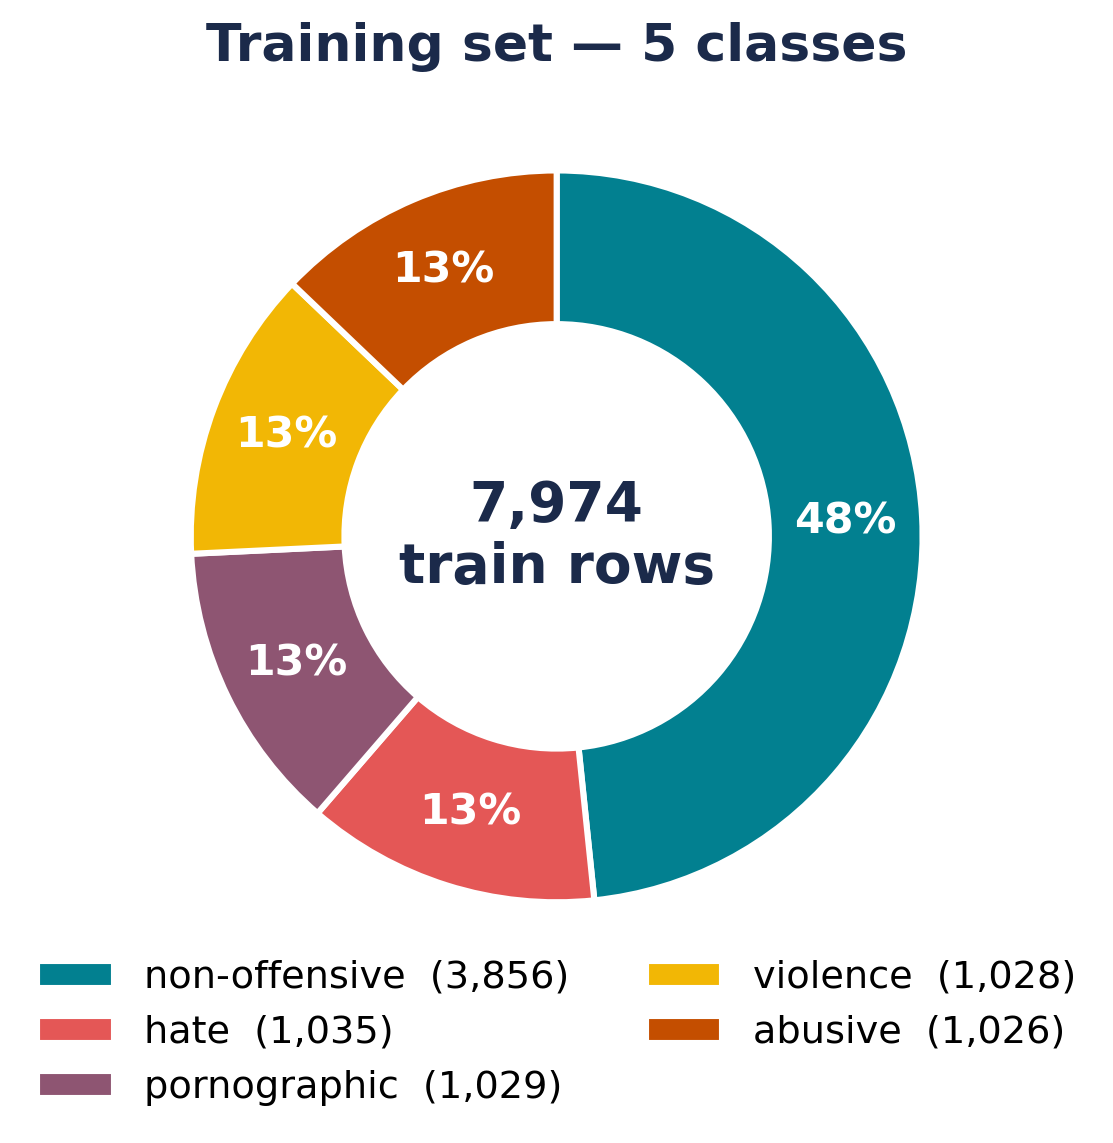 Training set — 5 classes
13%
13%
48%
7,974
train rows
13%
13%
non-offensive (3,856)
hate (1,035)
pornographic (1,029)
violence (1,028)
abusive (1,026)